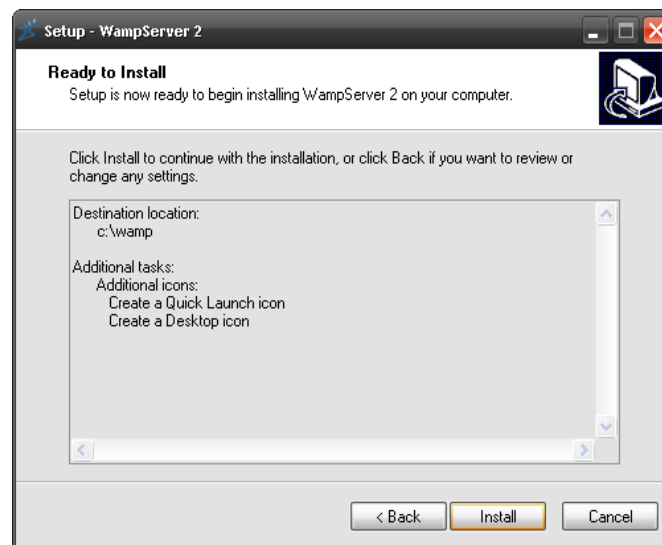 Setup - WampServer 2
Ready to Install
Setup is now ready to begin installing WampServer 2 on your computer.
Click Install to continue with the installation, or click Back if you want to review or
change any settings.
Destination location:
c:\wamp
Additional tasks:
Additional icons:
Create a Quick Launch icon
Create a Desktop icon
< Back
Install
Cancel